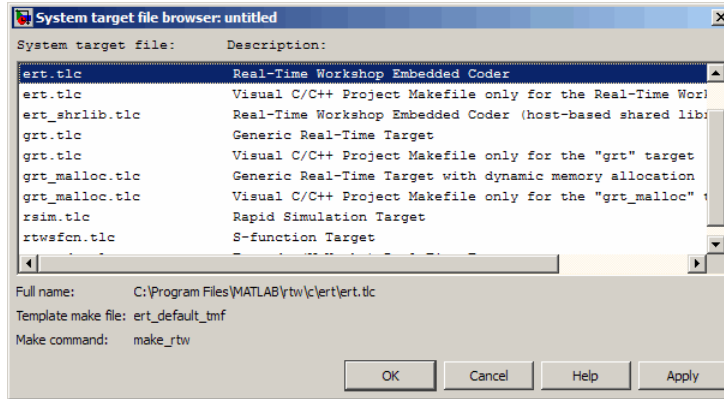 System target file browser: untitled
System target file: Description:
ert.tlc Real-Time Workshop Embedded Coder
ert.tlc Visual C/C++ Project Makefile only for the Real-Time
ert_shrlib.tlc Real-Time Workshop Embedded Coder (host-based shared
grt.tlc Generic Real-Time Target
grt.tlc Visual C/C++ Project Makefile only for the "grt" target
grt_malloc.tlc Generic Real-Time Target with dynamic memory allocation
grt_malloc.tlc Visual C/C++ Project Makefile only for the "grt_malloc"
rsim.tlc Rapid Simulation Target
rtwsfcn.tlc S-function Target
Full name: C:\Program Files\MATLAB\rtw\c\ert\ert.tlc
Template make file: ert_default_tmf
Make command: make_rtw
OK Cancel Help Apply